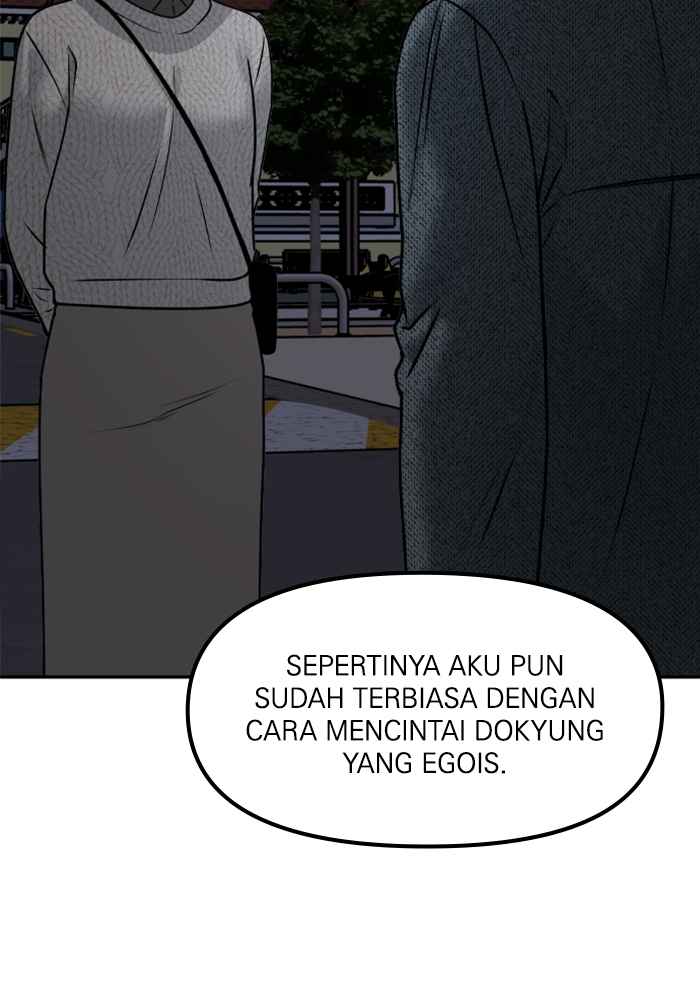 SEPERTINYA AKU PUN
SUDAH TERBIASA DENGAN
CARA MENCINTAI DOKYUNG
YANG EGOIS.